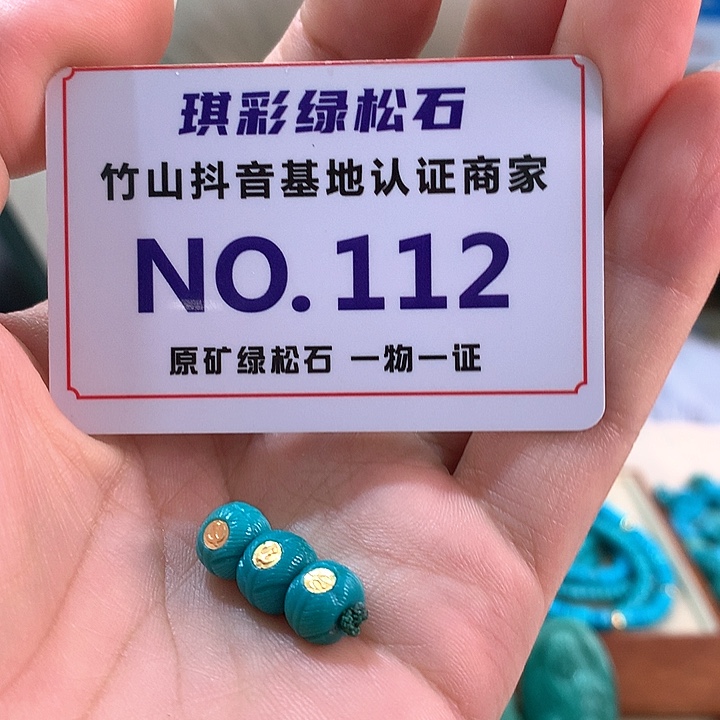 琪彩绿松石
竹山抖音基地认证商家
NO.112
原矿绿松石 一物一证